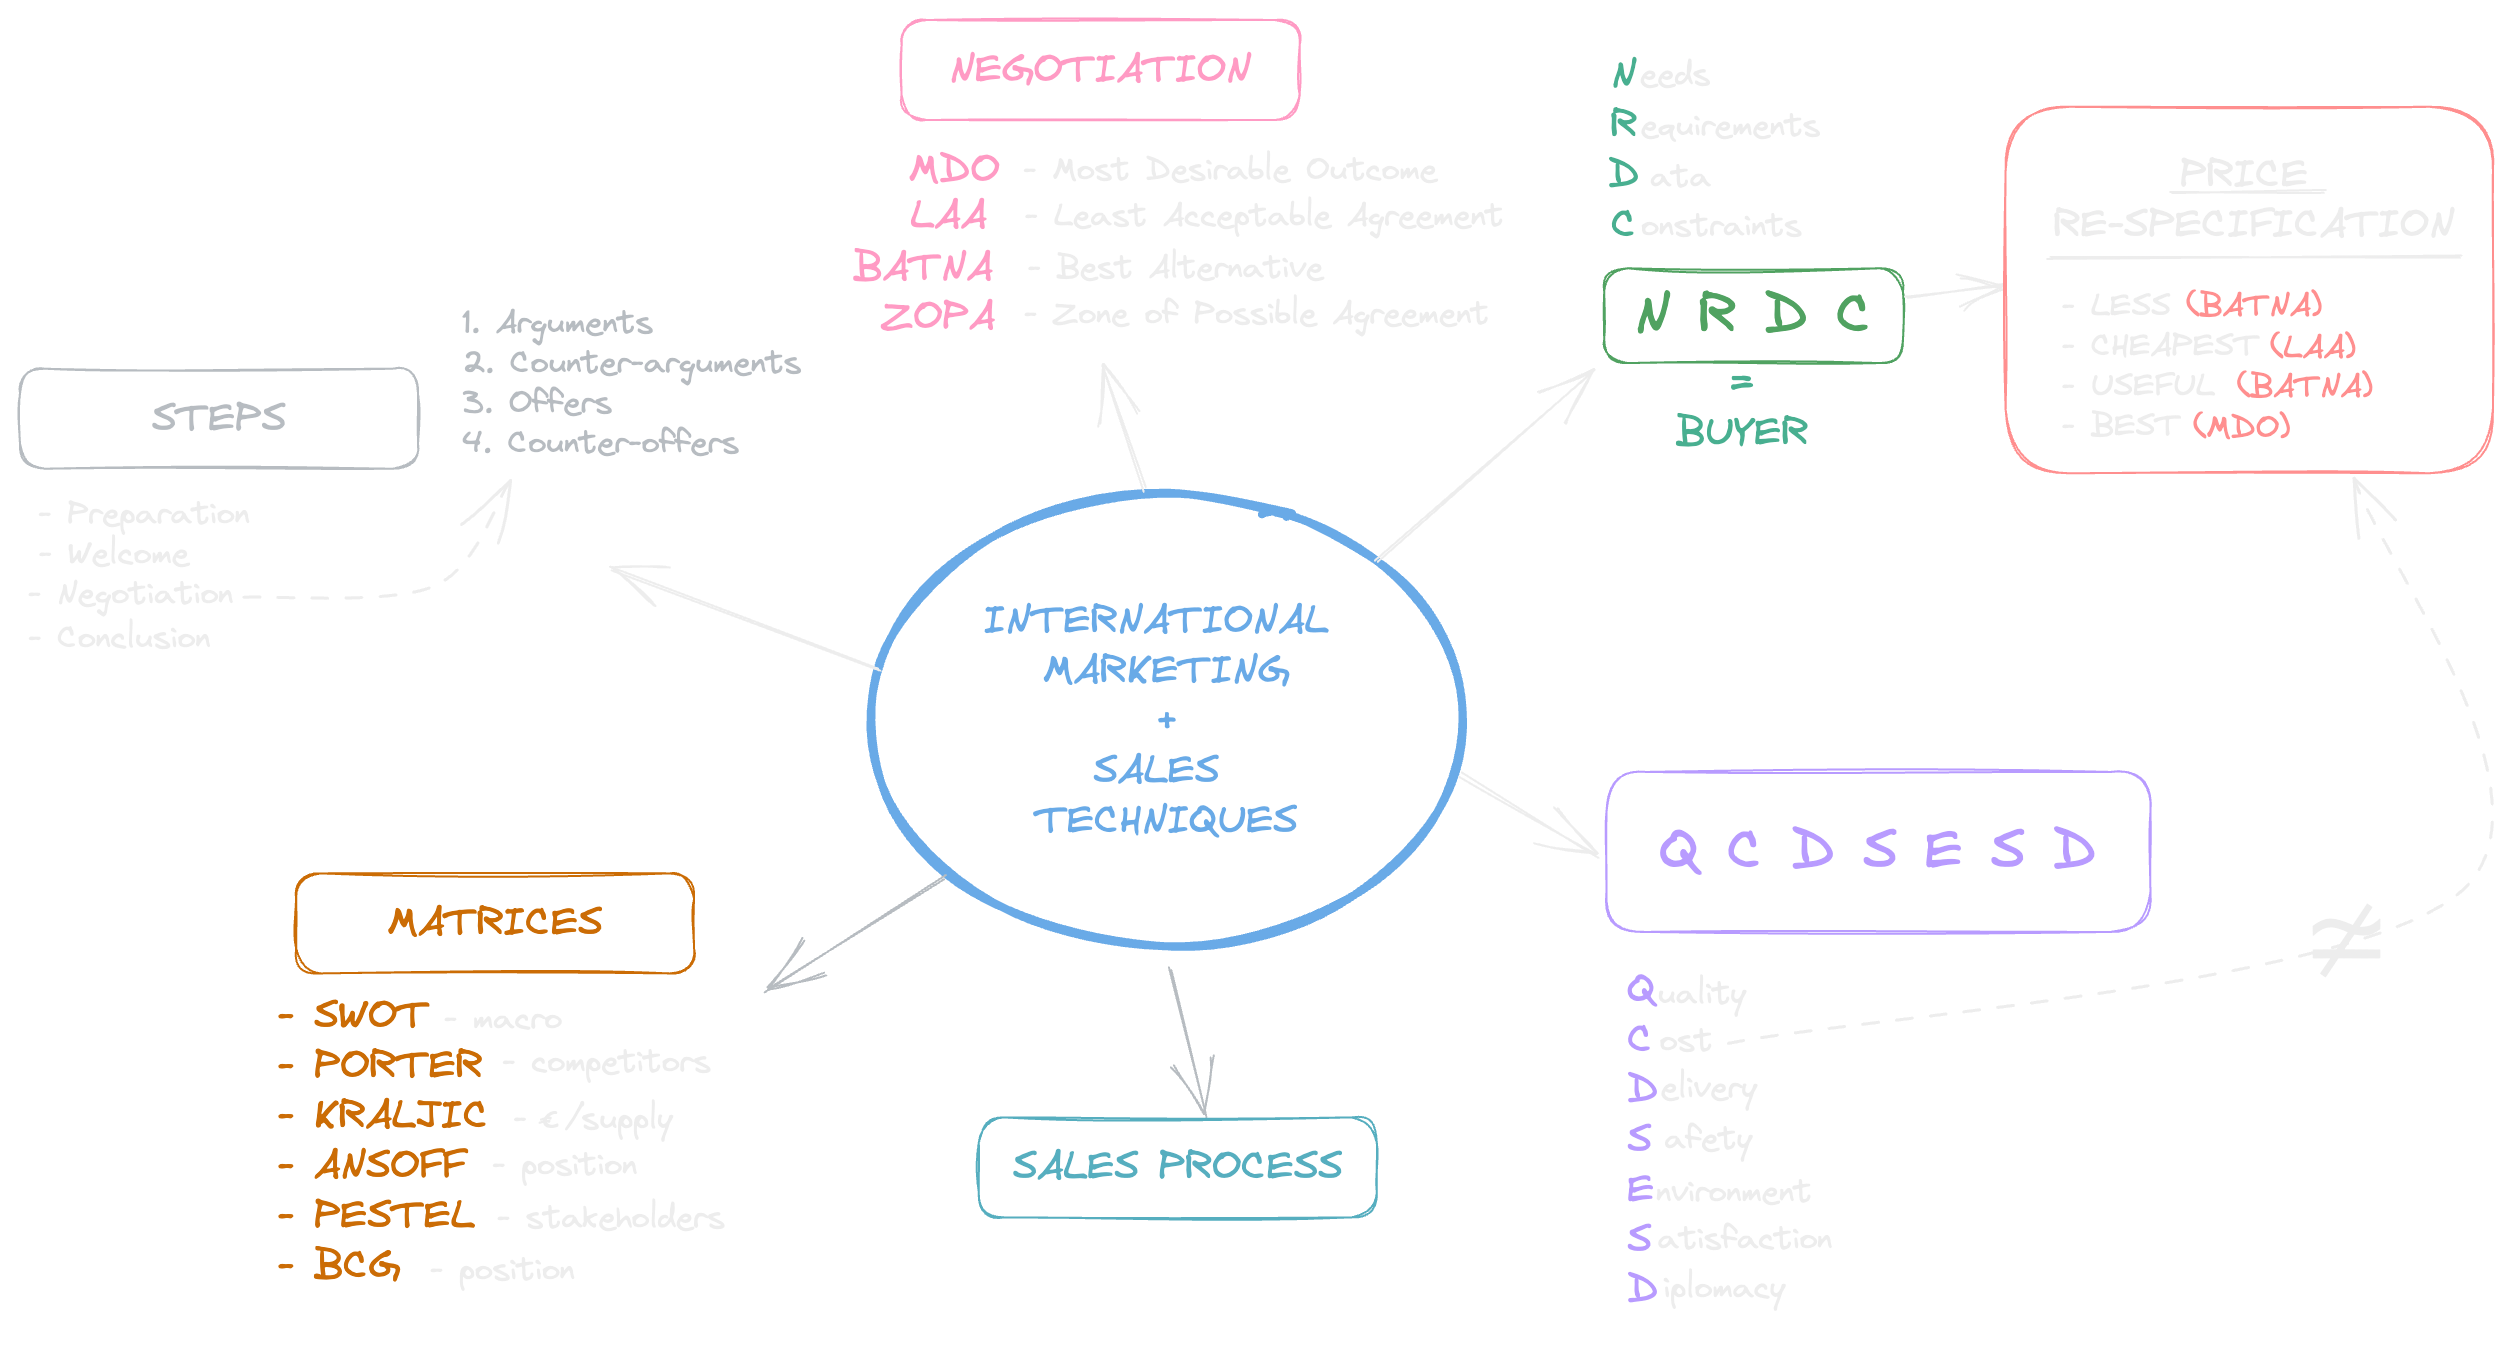 NEGOTIATION
MDO - Most Desirable Outcome
LAA - Least Acceptable Agreement
BATNA - Best Alternative
ZOPA - Zone of Possible Agreement
Needs
Requirements
Data
Constraints
N R D C
=
BUYER
PRICE
RE-SPECIFICATION
- LESS (BATNA)
- CHEAPEST (LAA)
- USEFUL (BATNA)
- BEST (MDO)
STEPS
1. Arguments
2. Counter-arguments
3. Offers
4. Counter-offers
- Preparation
- Welcome
- Negotiation
- Conclusion
INTERNATIONAL
MARKETING
+
SALES
TECHNIQUES
Q C D S E S D
≇
Quality
Cost
Delivery
Safety
Environment
Satisfaction
Diplomacy
MATRICES
- SWOT - macro
- PORTER - competitors
- KRALJIC - €/supply
- ANSOFF - position
- PESTEL - stakeholders
- BCG - position
SALES PROCESS